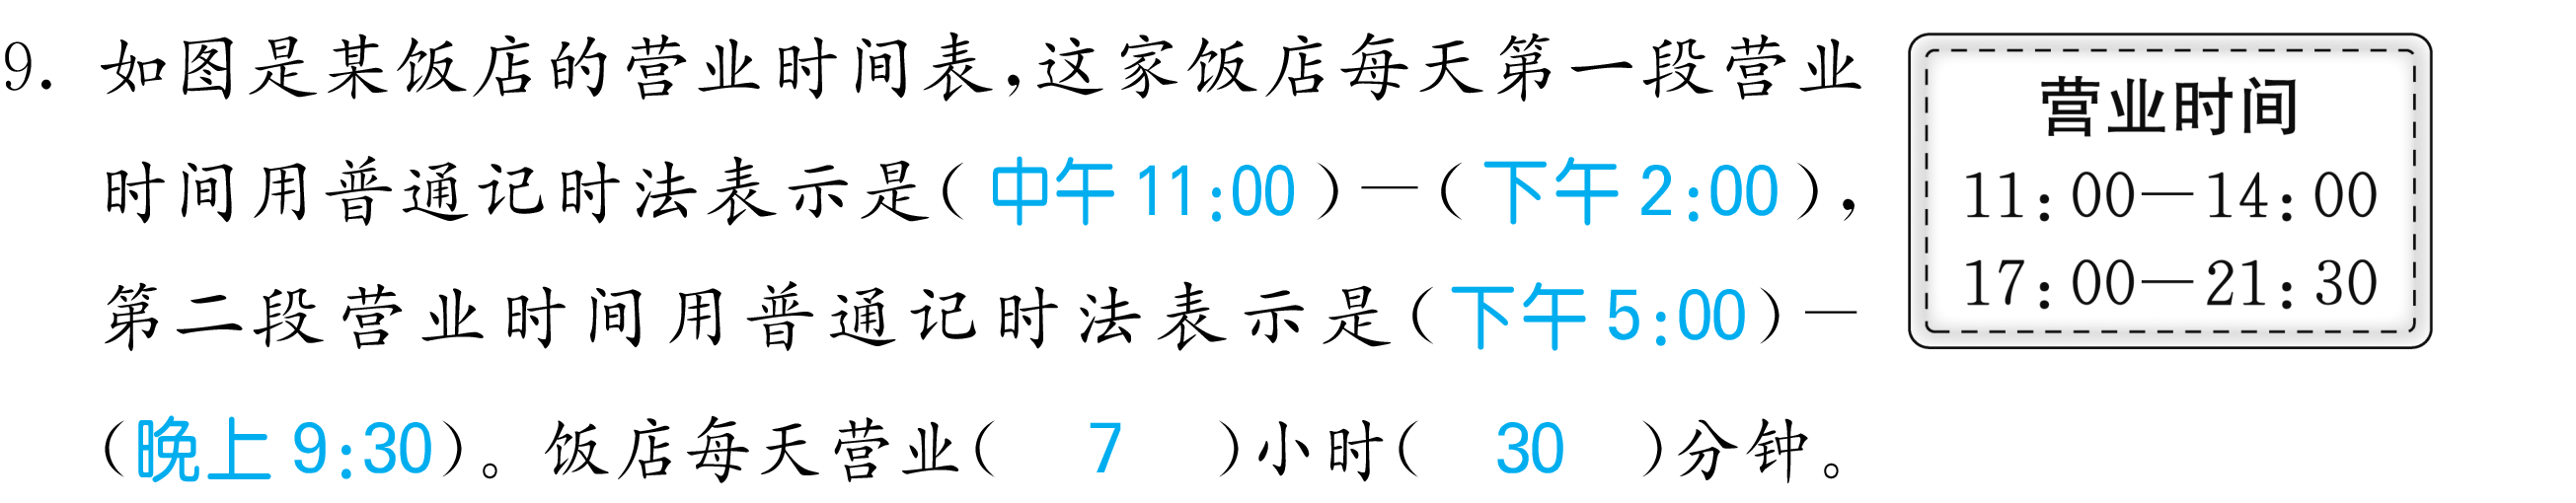 9. 如图是某饭店的营业时间表,这家饭店每天第一段营业
时间用普通记时法表示是(中午11:00)—(下午2:00),
第二段营业时间用普通记时法表示是(下午5:00)—
(晚上9:30)。饭店每天营业( 7 )小时( 30 )分钟。
营业时间
11:00—14:00
17:00—21:30